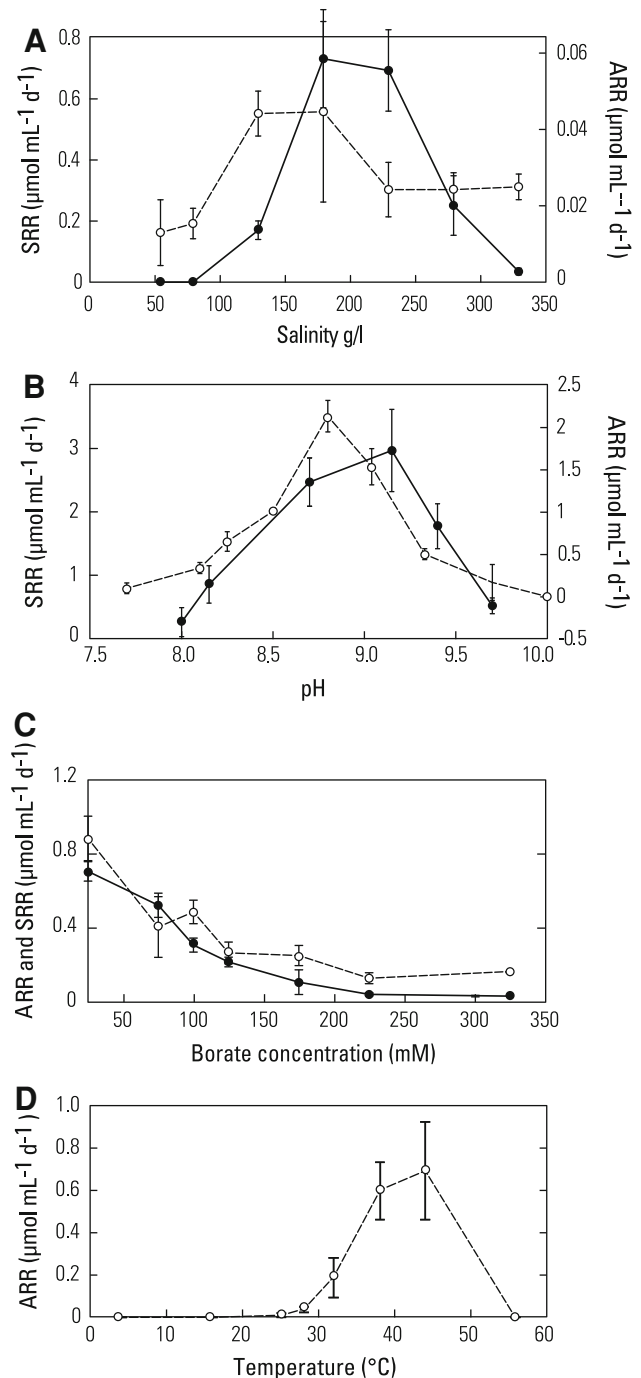 A
0.8
0.6
0.4
0.2
0
0.06
0.04
0.02
0
SRR (µmol mL-1 d-1)
ARR (µmol mL--1 d-1)
0 50 100 150 200 250 300 350
Salinity g/l
B
4
3
2
1
0
2.5
2
1.5
1
0.5
0
-0.5
SRR (µmol mL-1 d-1)
ARR (µmol mL-1 d-1)
7.5 8.0 8.5 9.0 9.5 10.0
pH
C
1.2
0.8
0.4
0
ARR and SRR (µmol mL-1 d-1)
50 100 150 200 250 300 350
Borate concentration (mM)
D
1.0
0.8
0.6
0.4
0.2
0
ARR (µmol mL-1 d-1)
0 10 20 30 40 50 60
Temperature (°C)